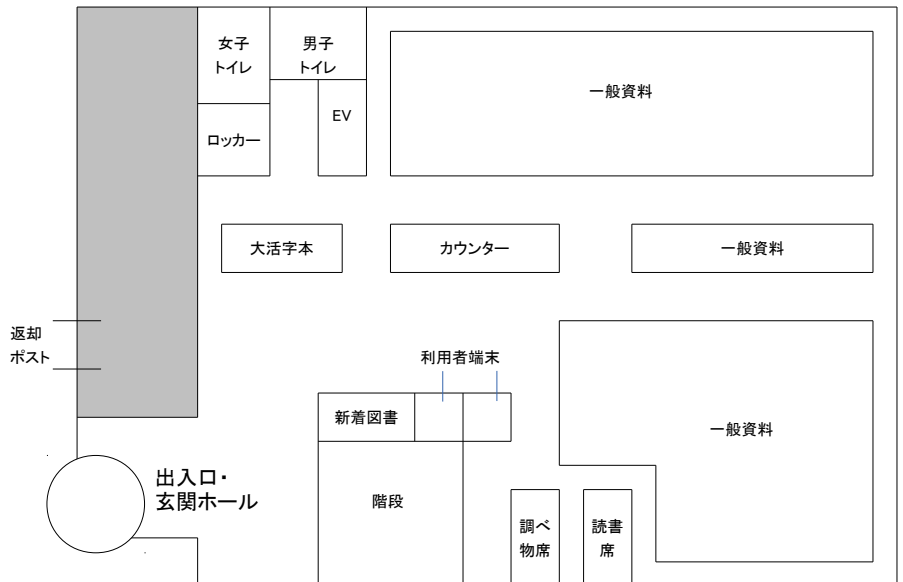 女子
トイレ
男子
トイレ
一般資料
EV
ロッカー
大活字本
カウンター
一般資料
返却
ポスト
利用者端末
新着図書
一般資料
出入口・
玄関ホール
階段
調べ
物席
読書
席